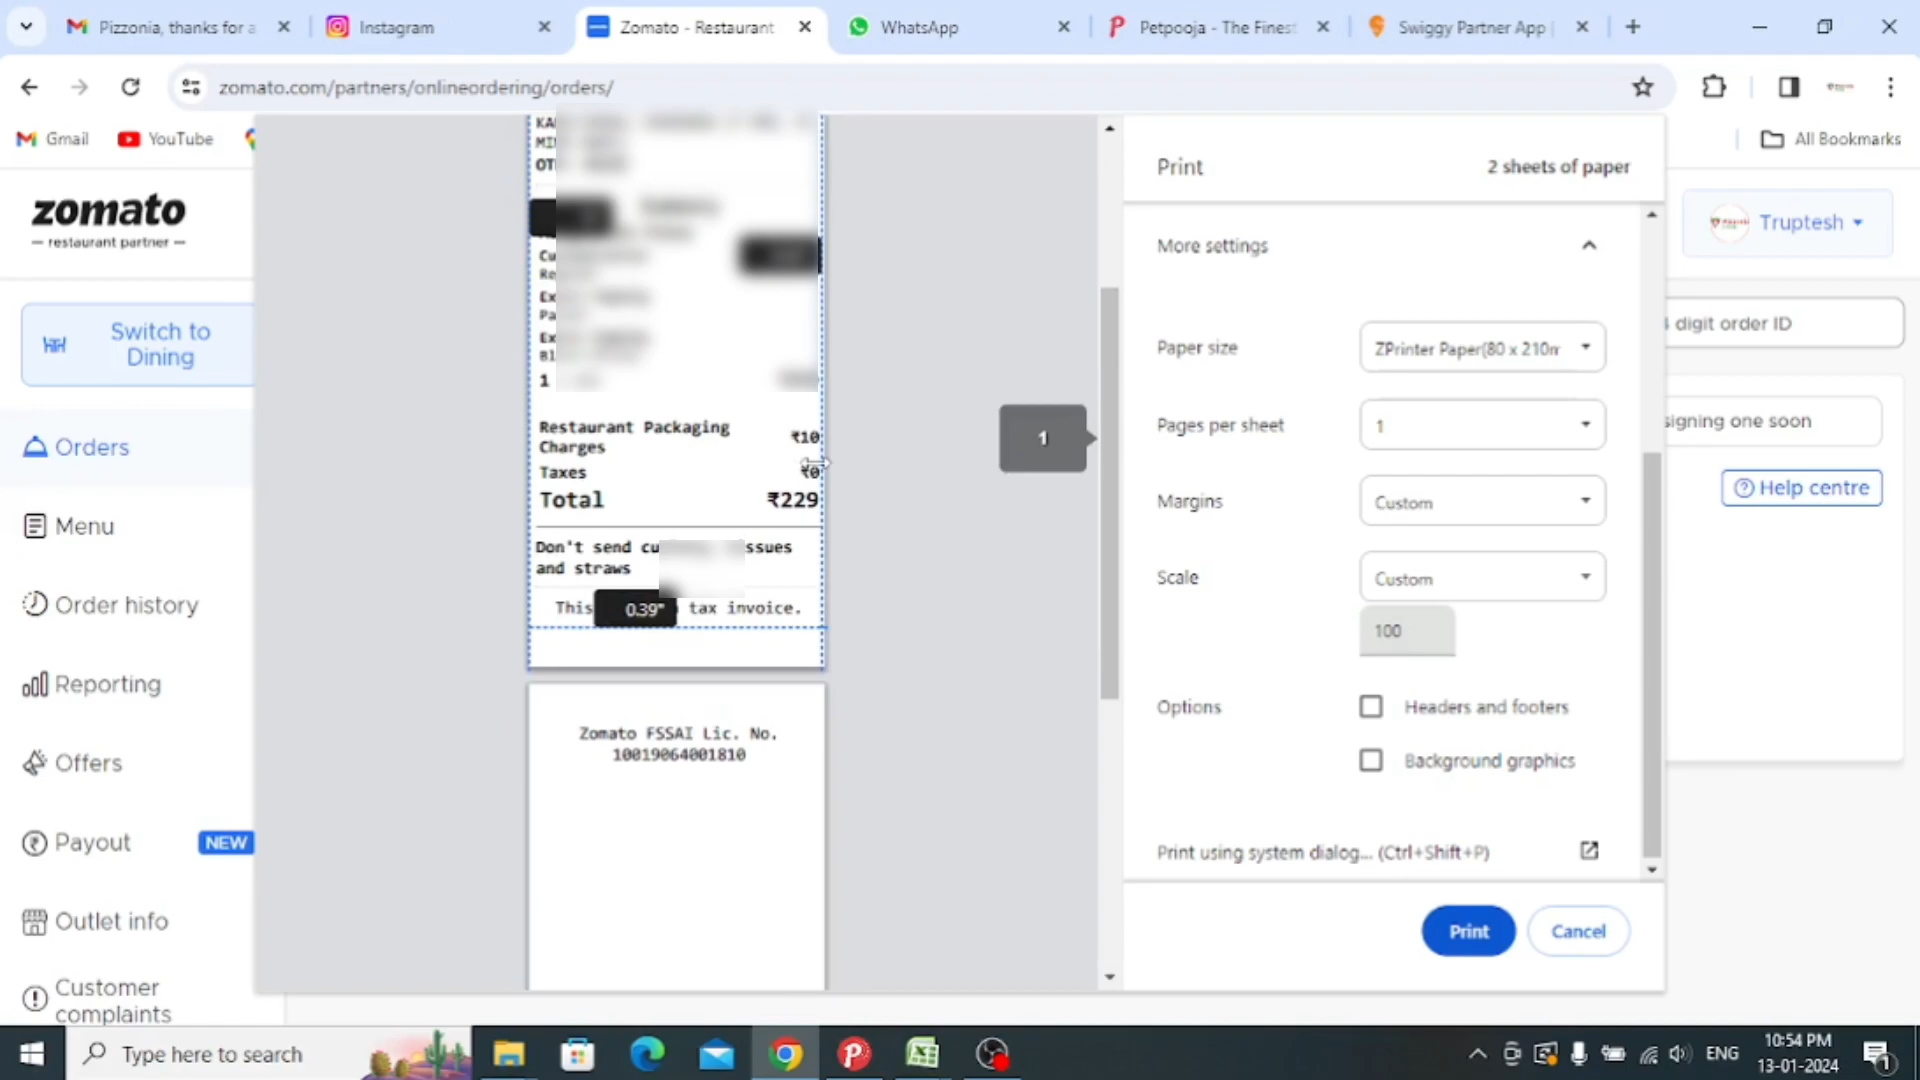 Pizzonia, thanks for a
Instagram
Zomato - Restaurant
WhatsApp
Petpooja - The Finest
Swiggy Partner App |
zomato.com/partners/onlineordering/orders/
Gmail
YouTube
All Bookmarks
zomato
— restaurant partner —
Truptesh
Switch to
Dining
Orders
Menu
Order history
Reporting
Offers
Payout
NEW
Outlet info
Customer
complaints
1
Restaurant Packaging
Charges
₹10
Taxes
₹0
Total
₹229
Don't send
and straws
This
0.39"
tax invoice.
Zomato FSSAI Lic. No.
10019064001810
1
Print
2 sheets of paper
More settings
Paper size
ZPrinter Paper(80 x 210m
Pages per sheet
1
Margins
Custom
Scale
Custom
100
Options
Headers and footers
Background graphics
Print using system dialog... (Ctrl+Shift+P)
Print
Cancel
digit order ID
signing one soon
Help centre
Type here to search
ENG
10:54 PM
13-01-2024
1